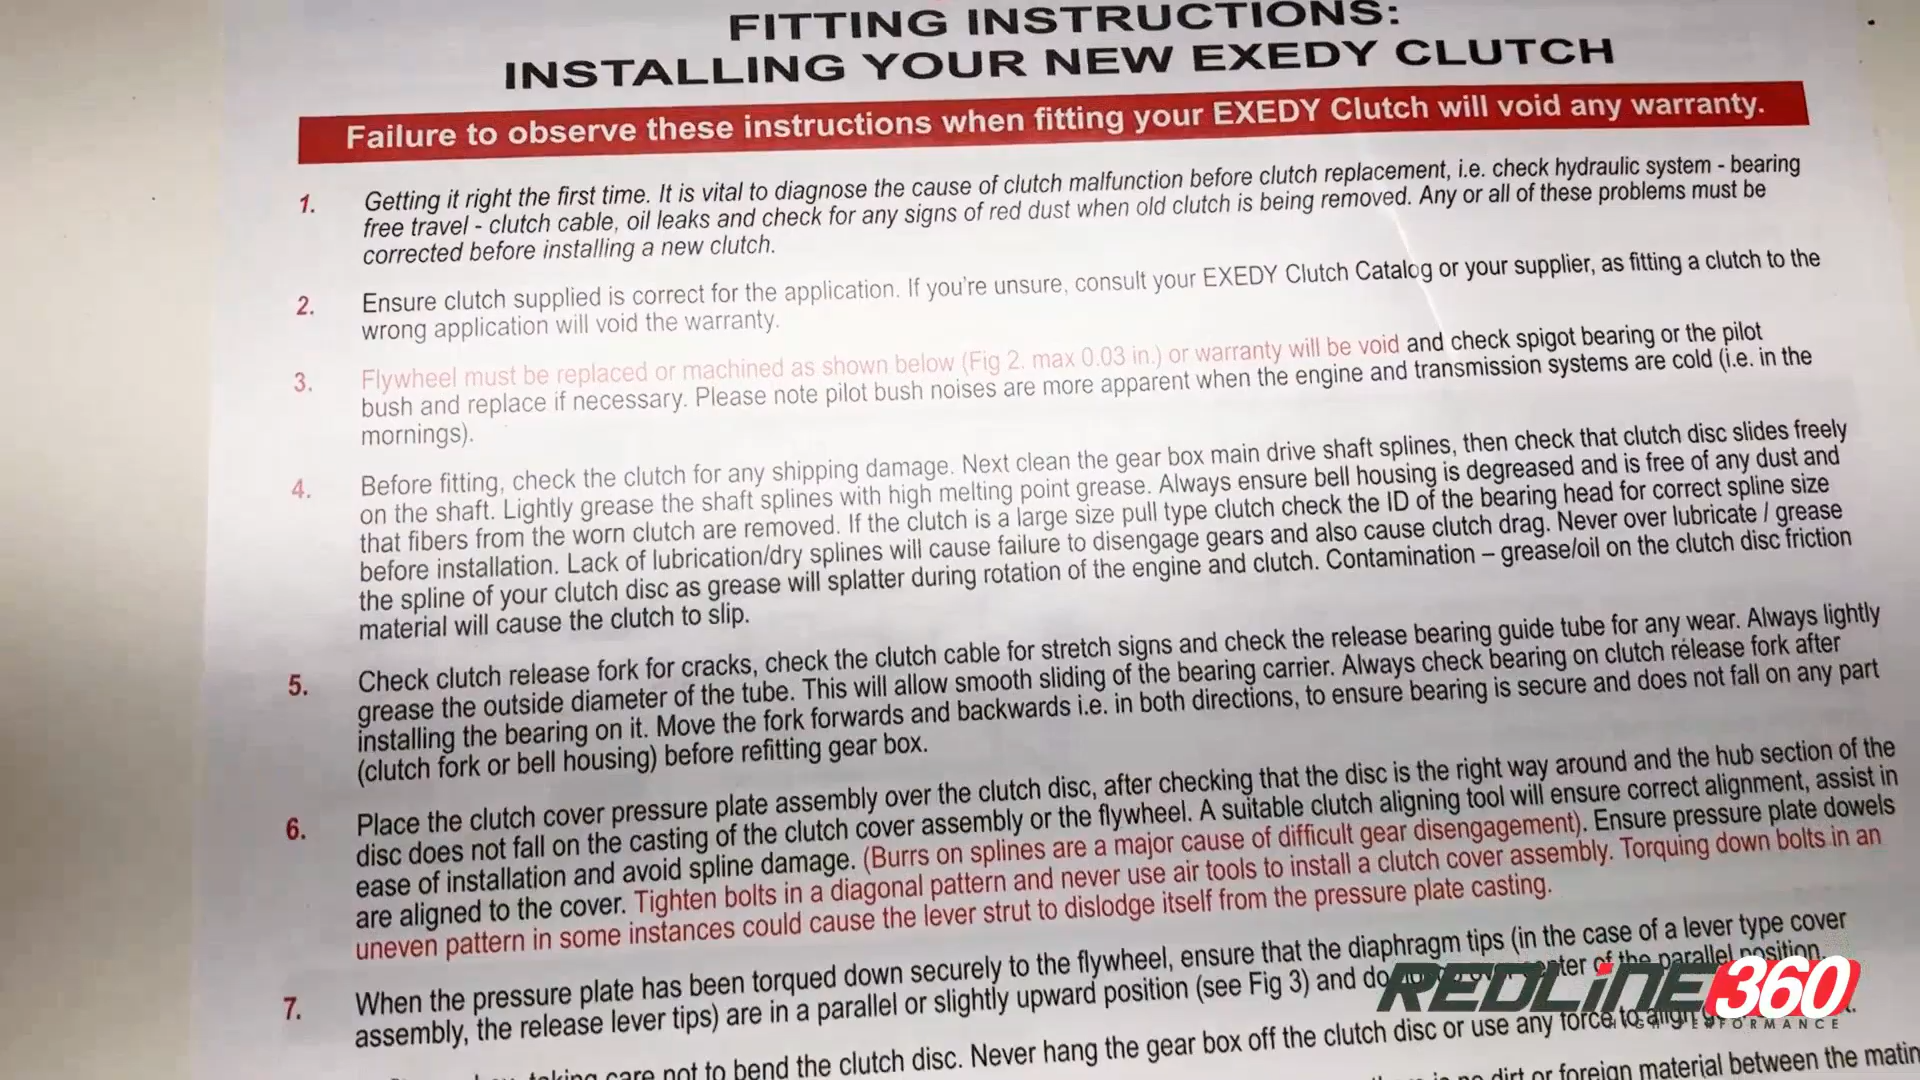 FITTING INSTRUCTIONS:
INSTALLING YOUR NEW EXEDY CLUTCH
Failure to observe these instructions when fitting your EXEDY Clutch will void any warranty.
1. Getting it right the first time. It is vital to diagnose the cause of clutch malfunction before clutch replacement, i.e. check hydraulic system - bearing
free travel - clutch cable, oil leaks and check for any signs of red dust when old clutch is being removed. Any or all of these problems must be
corrected before installing a new clutch.
2. Ensure clutch supplied is correct for the application. If you're unsure, consult your EXEDY Clutch Catalog or your supplier, as fitting a clutch to the
wrong application will void the warranty.
3. Flywheel must be replaced or machined as shown below (Fig 2. max 0.03 in.) or warranty will be void and check spigot bearing or the pilot
bush and replace if necessary. Please note pilot bush noises are more apparent when the engine and transmission systems are cold (i.e. in the
mornings).
4. Before fitting, check the clutch for any shipping damage. Next clean the gear box main drive shaft splines, then check that clutch disc slides freely
on the shaft. Lightly grease the shaft splines with high melting point grease. Always ensure bell housing is degreased and is free of any dust and
that fibers from the worn clutch are removed. If the clutch is a large size pull type clutch check the ID of the bearing head for correct spline size
before installation. Lack of lubrication/dry splines will cause failure to disengage gears and also cause clutch drag. Never over lubricate / grease
the spline of your clutch disc as grease will splatter during rotation of the engine and clutch. Contamination – grease/oil on the clutch disc friction
material will cause the clutch to slip.
5. Check clutch release fork for cracks, check the clutch cable for stretch signs and check the release bearing guide tube for any wear. Always lightly
grease the outside diameter of the tube. This will allow smooth sliding of the bearing carrier. Always check bearing on clutch release fork after
installing the bearing on it. Move the fork forwards and backwards i.e. in both directions, to ensure bearing is secure and does not fall on any part
(clutch fork or bell housing) before refitting gear box.
6. Place the clutch cover pressure plate assembly over the clutch disc, after checking that the disc is the right way around and the hub section of the
disc does not fall on the casting of the clutch cover assembly or the flywheel. A suitable clutch aligning tool will ensure correct alignment, assist in
ease of installation and avoid spline damage. (Burrs on splines are a major cause of difficult gear disengagement). Ensure pressure plate dowels
are aligned to the cover. Tighten bolts in a diagonal pattern and never use air tools to install a clutch cover assembly. Torquing down bolts in an
uneven pattern in some instances could cause the lever strut to dislodge itself from the pressure plate casting.
7. When the pressure plate has been torqued down securely to the flywheel, ensure that the diaphragm tips (in the case of a lever type cover
assembly, the release lever tips) are in a parallel or slightly upward position (see Fig 3) and do of the parallel position.
taking care not to bend the clutch disc. Never hang the gear box off the clutch disc or use any force to align
no dirt or foreign material between the
REDLINE360
HIGH PERFORMANCE